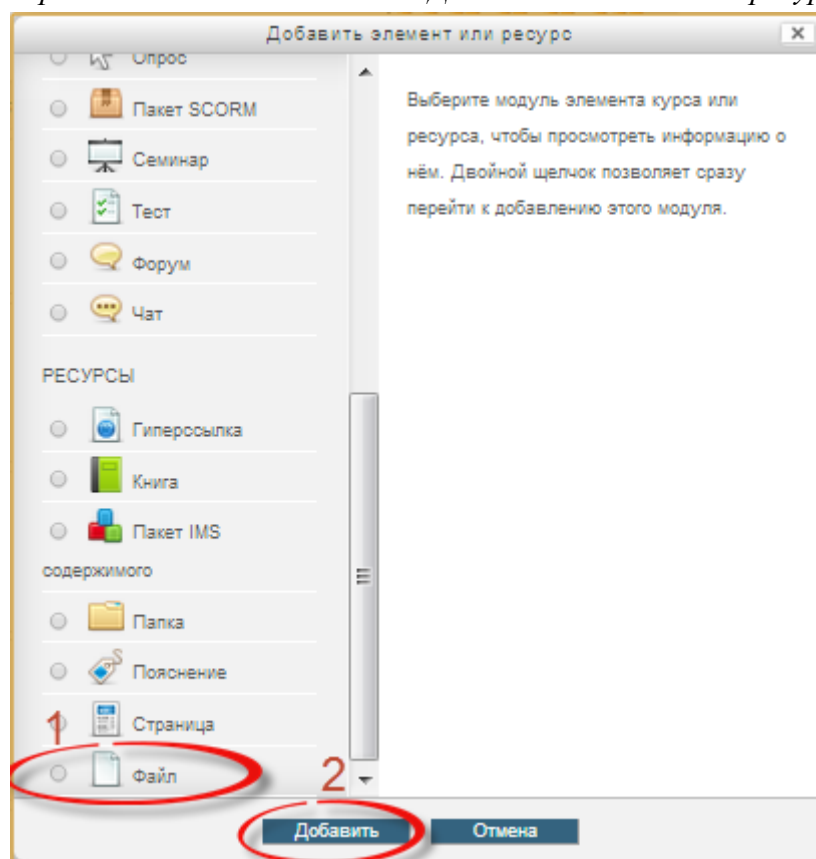 Добавить элемент или ресурс
Опрос
Пакет SCORM
Семинар
Тест
Форум
Чат
РЕСУРСЫ
Гиперссылка
Книга
Пакет IMS
содержимого
Папка
Пояснение
1
Страница
Файл
2
Выберите модуль элемента курса или
ресурса, чтобы просмотреть информацию о
нём. Двойной щелчок позволяет сразу
перейти к добавлению этого модуля.
Добавить
Отмена